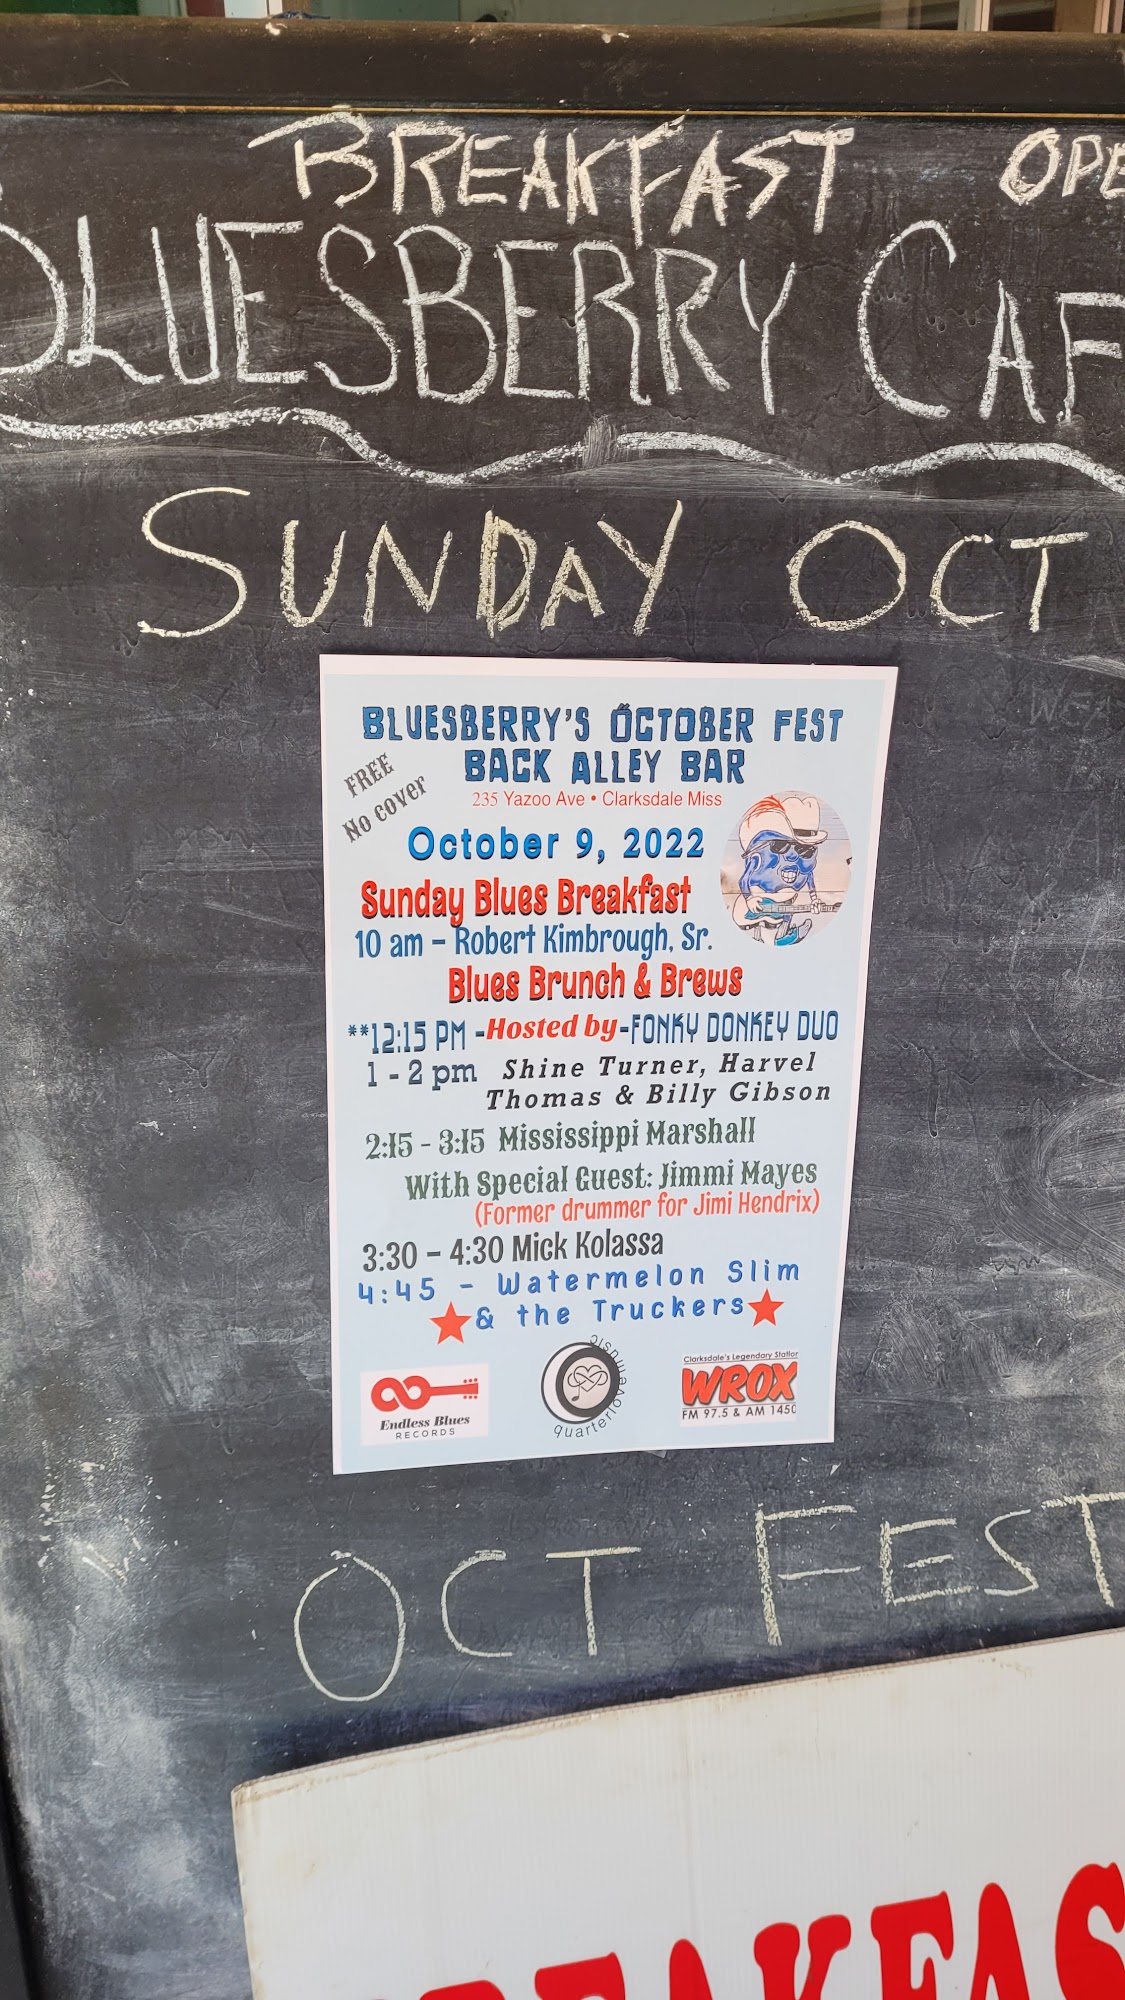 BREAKFAST OPE
BLUESBERRY CAF
SUNDAY OCT
BLUESBERRY'S ŐCTOBER FEST
BACK ALLEY BAR
FREE
No cover
235 Yazoo Ave • Clarksdale Miss
October 9, 2022
Sunday Blues Breakfast
10 am – Robert Kimbrough, Sr.
Blues Brunch & Brews
**12:15 PM -Hosted by-FONKY DONKEY DUO
1 - 2 pm Shine Turner, Harvel
Thomas & Billy Gibson
2:15 - 3:15 Mississippi Marshall
With Special Guest: Jimmi Mayes
(Former drummer for Jimi Hendrix)
3:30 – 4:30 Mick Kolassa
4:45 – Watermelon Slim
& the Truckers
Endless Blues
RECORDS
quarterlovermusic
Clarksdale's Legendary Station
WROX
FM 97.5 & AM 1450
OCT FEST
BREAKFAS